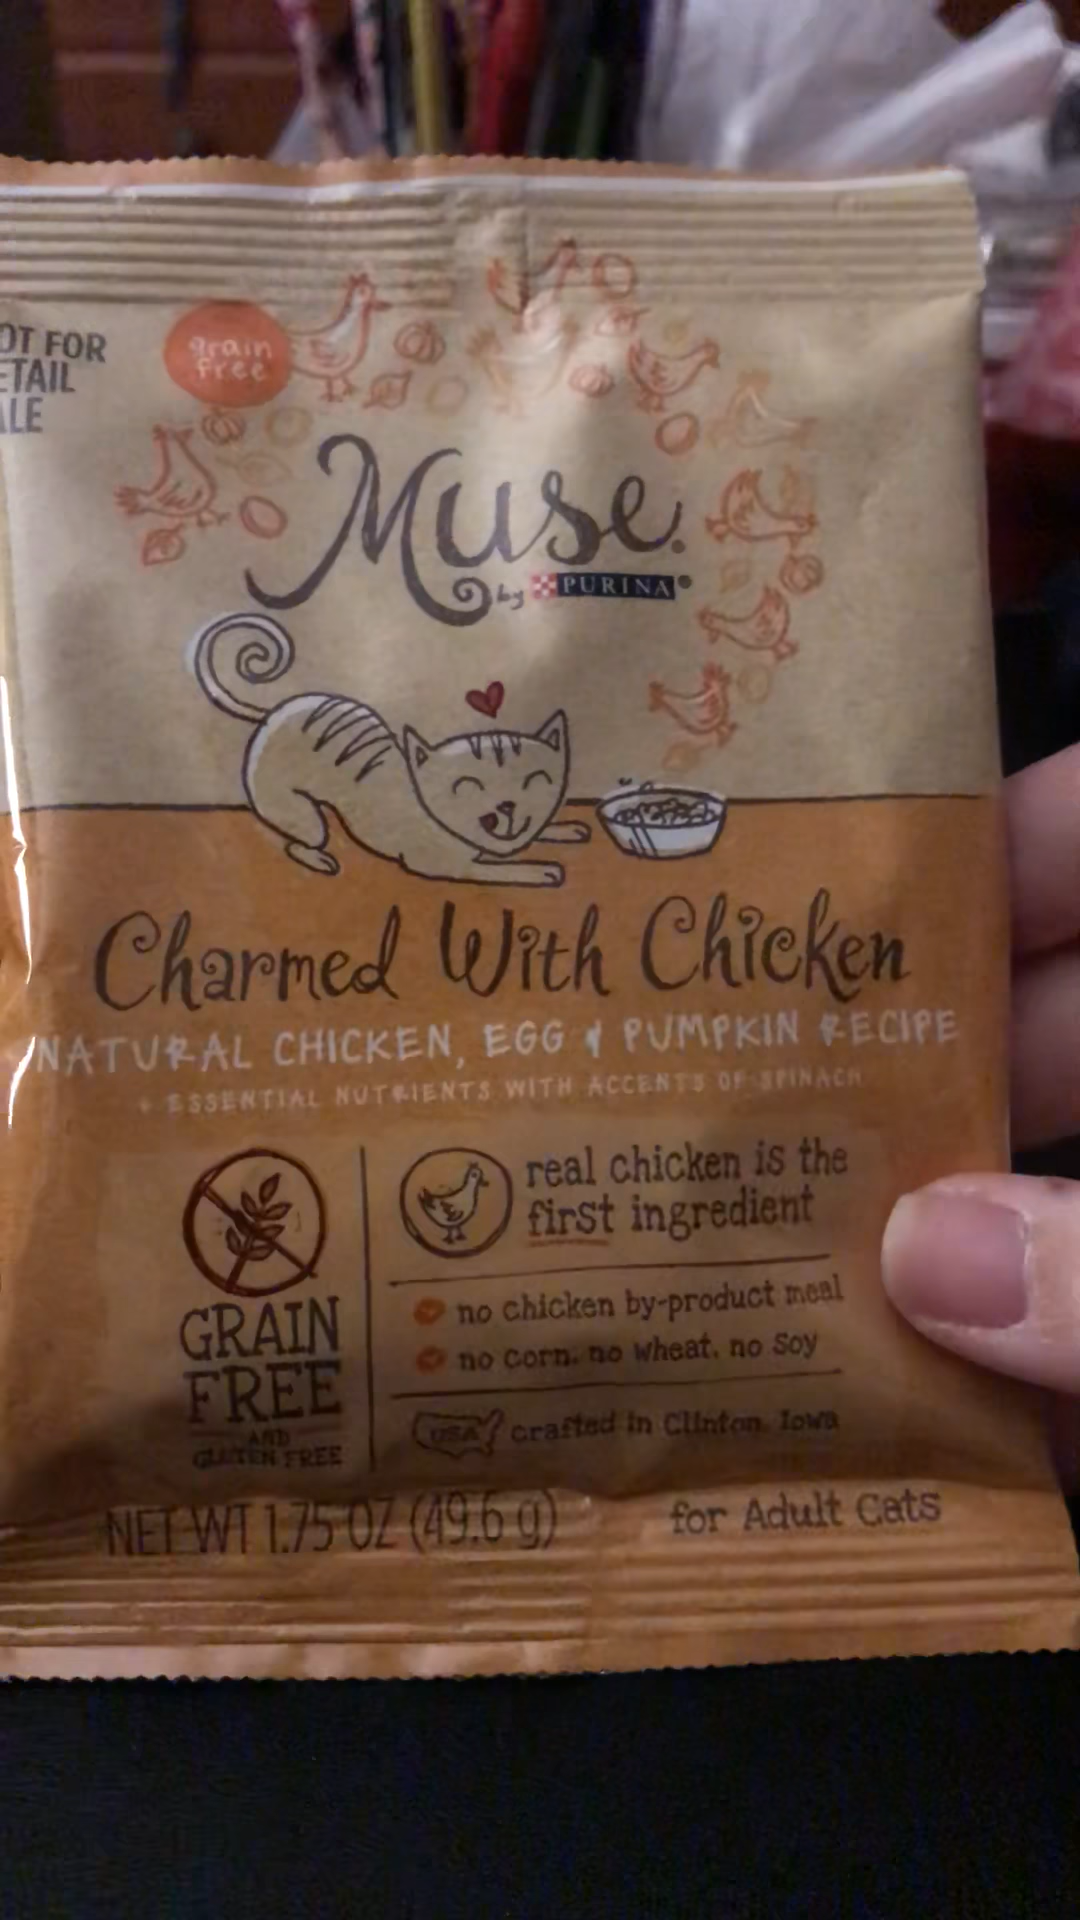 OT FOR
ETAIL
ALE
grain
free
Muse
by PURINA
Charmed With Chicken
NATURAL CHICKEN, EGG & PUMPKIN RECIPE
+ ESSENTIAL NUTRIENTS WITH ACCENTS OF SPINACH
GRAIN
FREE
AND
GLUTEN FREE
real chicken is the
first ingredient
no chicken by-product meal
no corn, no wheat, no soy
USA crafted in Clinton, Iowa
NET WT 1.75 OZ (49.6 g)
for Adult Cats